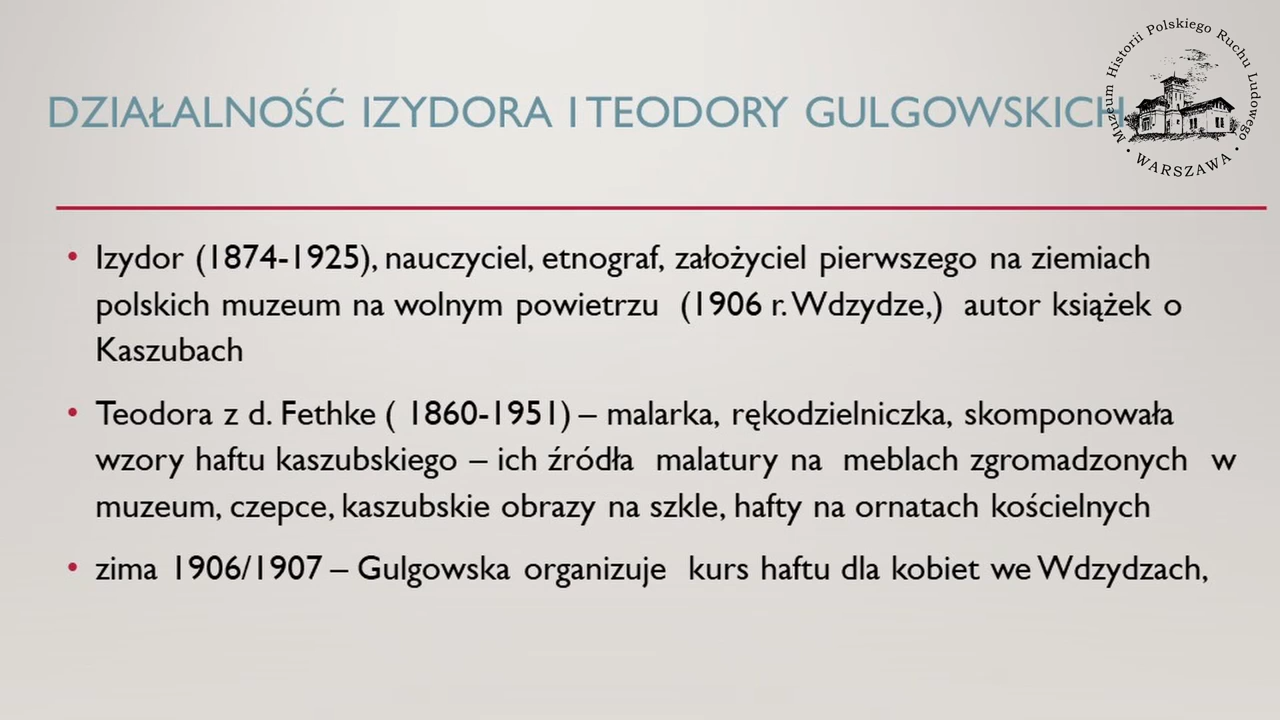 DZIAŁALNOŚĆ IZYDORA I TEODORY GULGOWSKICH
Muzeum Historii Polskiego Ruchu Ludowego
• WARSZAWA •
• Izydor (1874-1925), nauczyciel, etnograf, założyciel pierwszego na ziemiach
polskich muzeum na wolnym powietrzu (1906 r. Wdzydze,) autor książek o
Kaszubach
• Teodora z d. Fethke ( 1860-1951) – malarka, rękodzielniczka, skomponowała
wzory haftu kaszubskiego – ich źródła malatury na meblach zgromadzonych w
muzeum, czepce, kaszubskie obrazy na szkle, hafty na ornatach kościelnych
• zima 1906/1907 – Gulgowska organizuje kurs haftu dla kobiet we Wdzydzach,